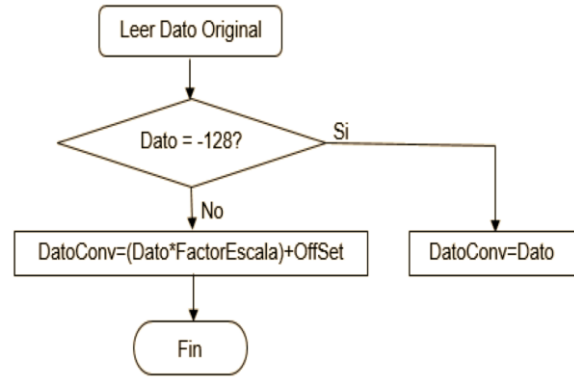 Leer Dato Original
Dato = -128?
Si
No
DatoConv=(Dato*FactorEscala)+OffSet
DatoConv=Dato
Fin